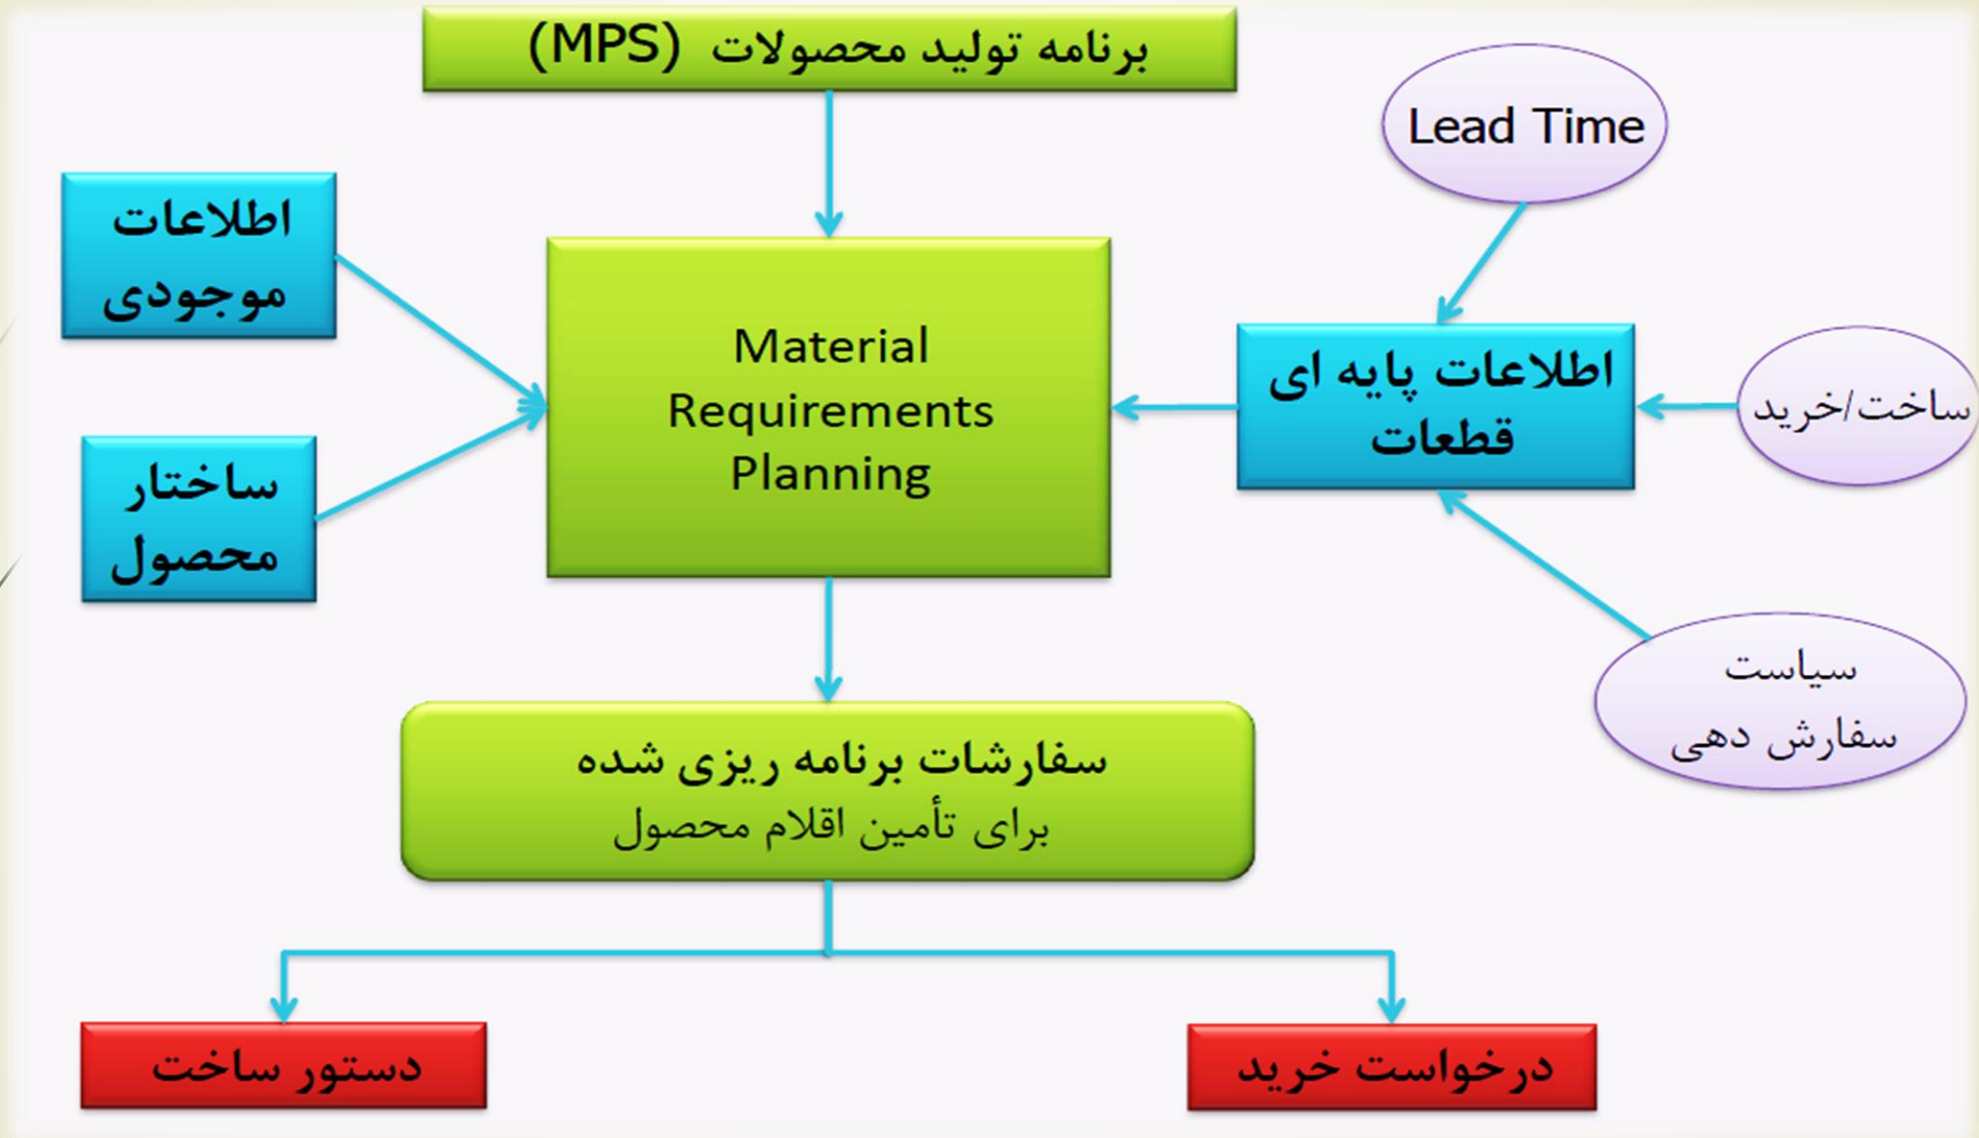 برنامه تولید محصولات (MPS)
Lead Time
اطلاعات
موجودی
Material
Requirements
Planning
اطلاعات پایه ای
قطعات
ساخت/خرید
ساختار
محصول
سیاست
سفارش دهی
سفارشات برنامه ریزی شده
برای تأمین اقلام محصول
درخواست خرید
دستور ساخت